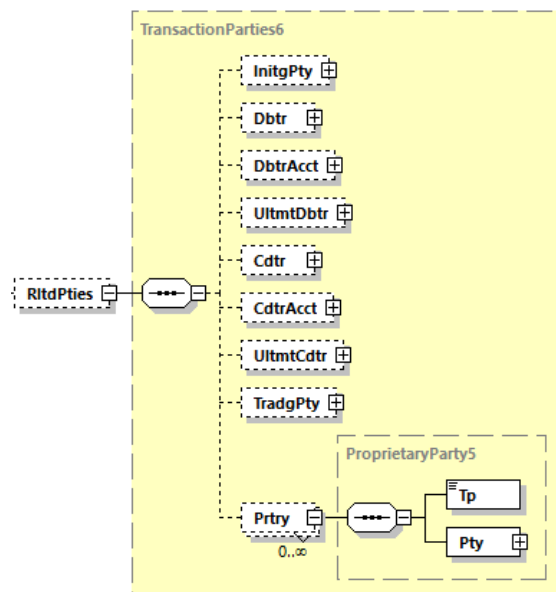 TransactionParties6
InitgPty
Dbtr
DbtrAcct
UltmtDbtr
RltdPties
Cdtr
CdtrAcct
UltmtCdtr
TradgPty
ProprietaryParty5
Tp
Prtry
0..∞
Pty